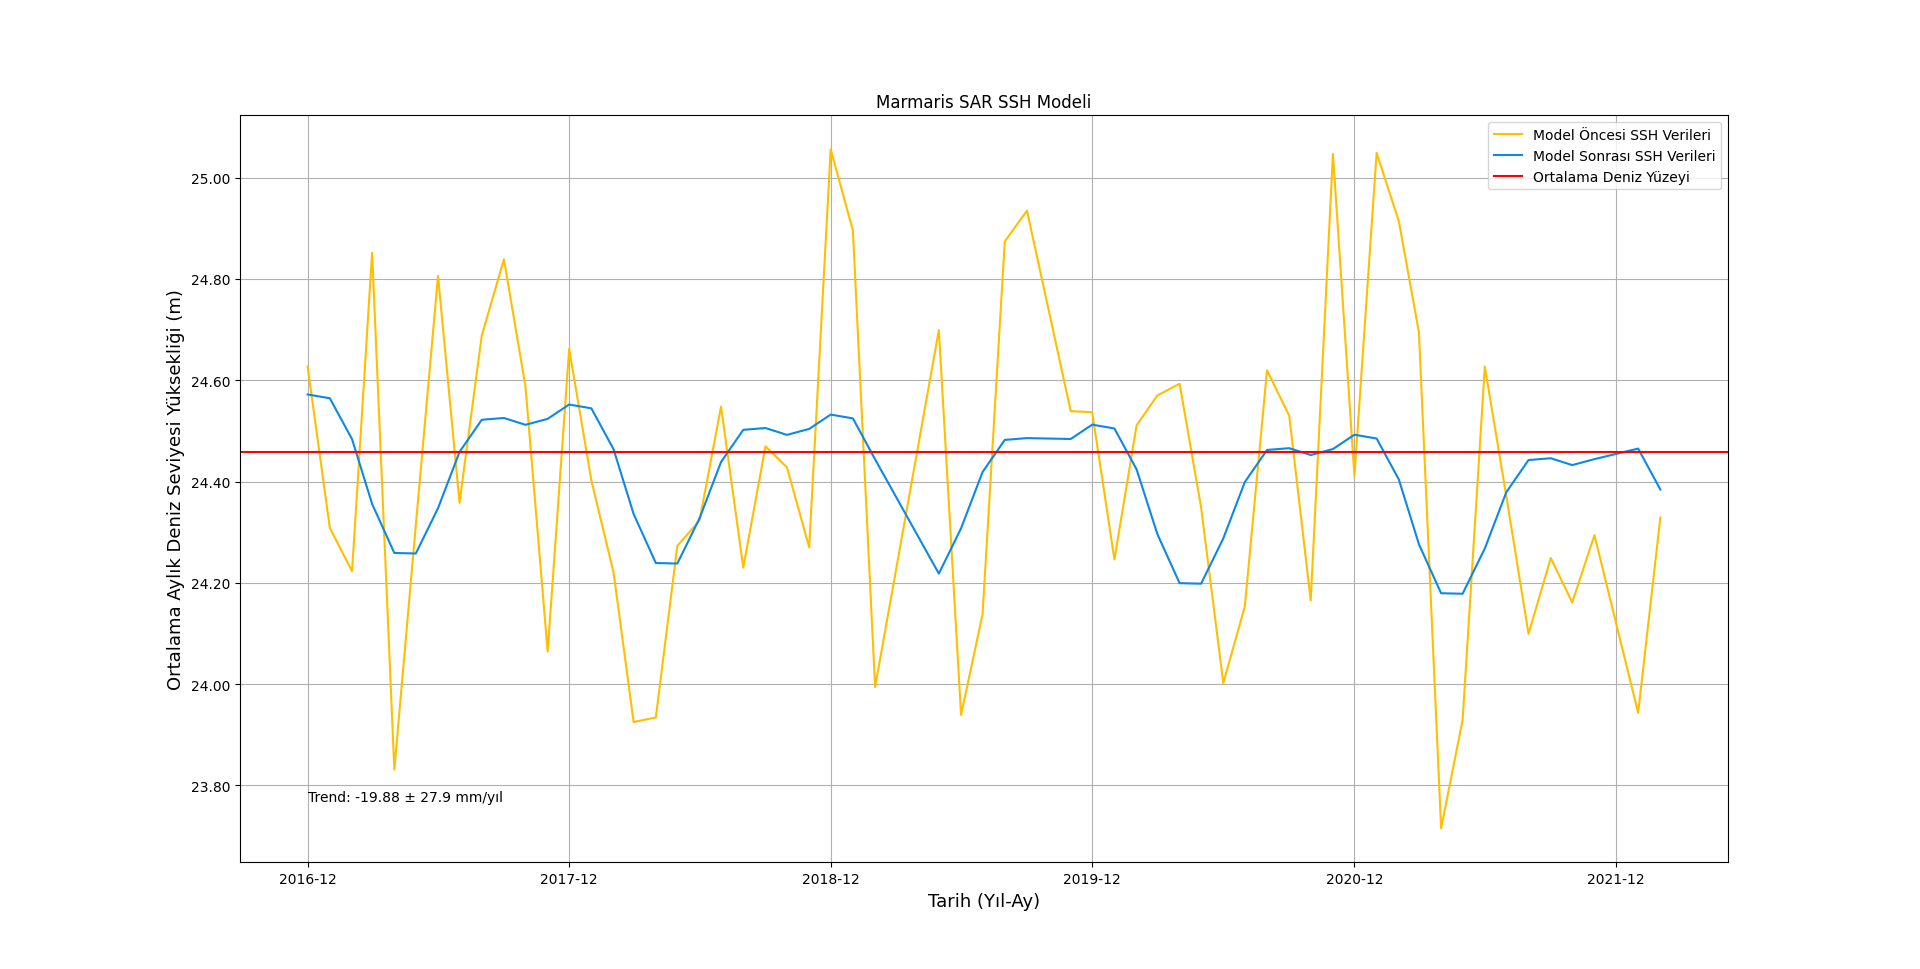 Marmaris SAR SSH Modeli
Model Öncesi SSH Verileri
Model Sonrası SSH Verileri
Ortalama Deniz Yüzeyi
Ortalama Aylık Deniz Seviyesi Yüksekliği (m)
25.00
24.80
24.60
24.40
24.20
24.00
23.80
Trend: -19.88 ± 27.9 mm/yıl
2016-12
2017-12
2018-12
2019-12
2020-12
2021-12
Tarih (Yıl-Ay)